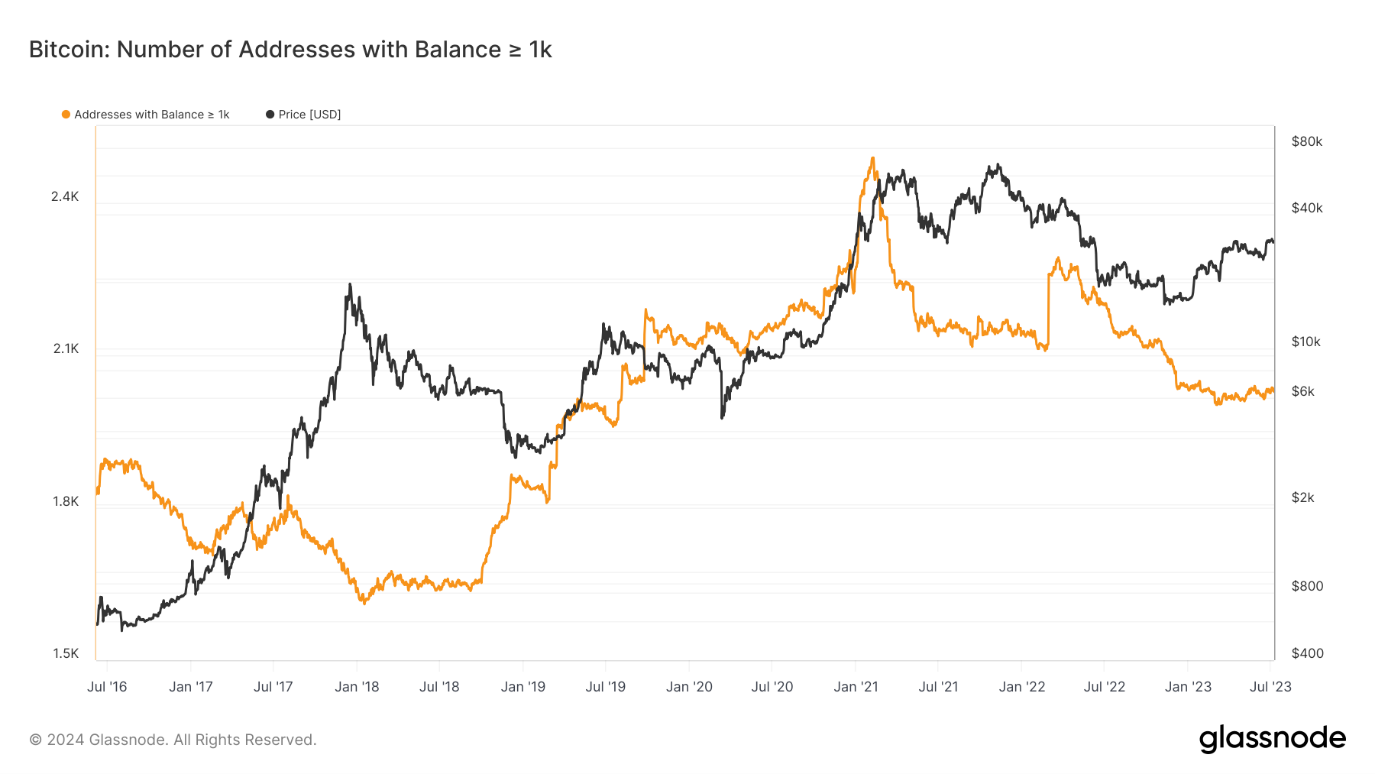 Bitcoin: Number of Addresses with Balance ≥ 1k
Addresses with Balance ≥ 1k Price [USD]
$80k
2.4K
$40k
2.1K
$10k
$6k
1.8K
$2k
$800
1.5K
$400
Jul '16 Jan '17 Jul '17 Jan '18 Jul '18 Jan '19 Jul '19 Jan '20 Jul '20 Jan '21 Jul '21 Jan '22 Jul '22 Jan '23 Jul '23
© 2024 Glassnode. All Rights Reserved.
glassnode